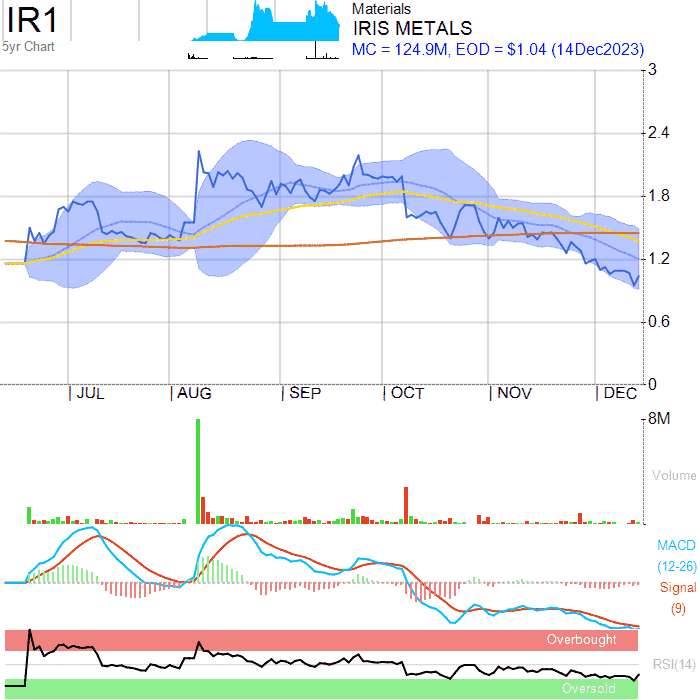 IR1
5yr Chart
Materials
IRIS METALS
MC = 124.9M, EOD = $1.04 (14Dec2023)
3
2.4
1.8
1.2
0.6
0
JUL AUG SEP OCT NOV DEC
8M
Volume
MACD
(12-26)
Signal
(9)
Overbought
RSI(14)
Oversold